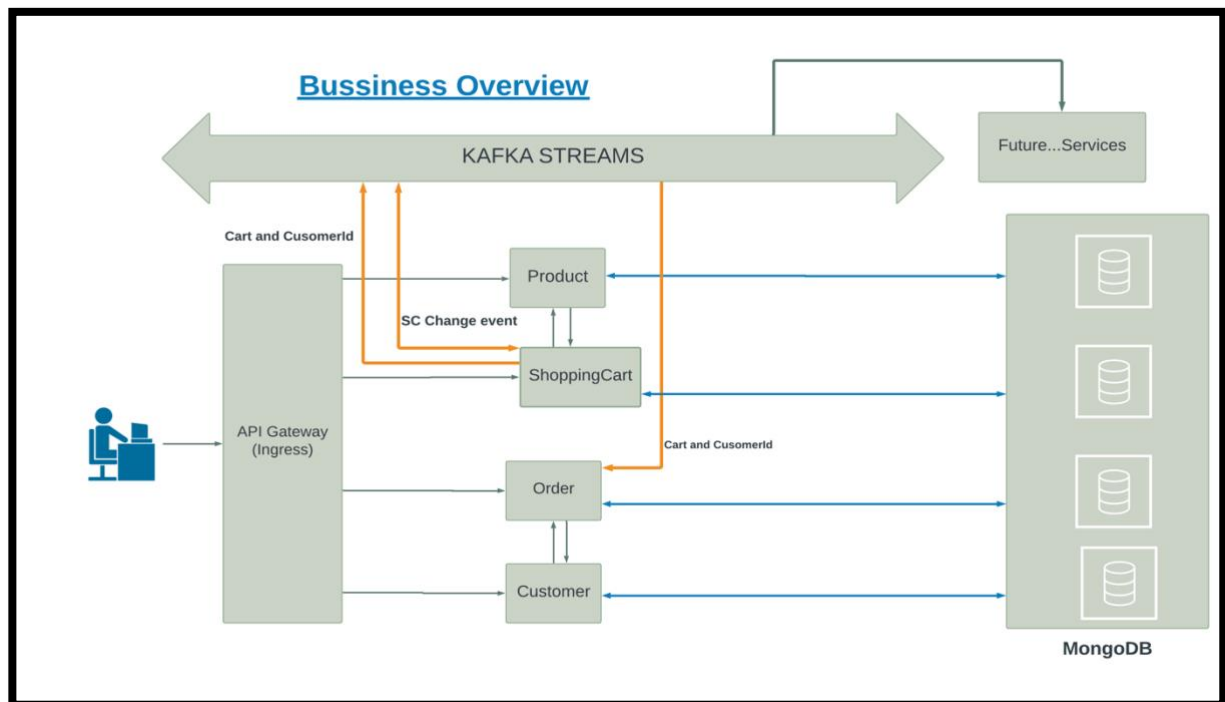 Bussiness Overview
KAFKA STREAMS
Future...Services
Cart and CusomerId
Product
SC Change event
ShoppingCart
API Gateway
(Ingress)
Cart and CusomerId
Order
Customer
MongoDB